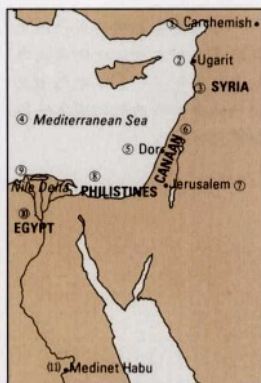 ① Carchemish
② Ugarit
③ SYRIA
④ Mediterranean Sea
⑤ Dor
⑥ CANAAN
Jerusalem ⑦
⑧ PHILISTINES
⑨ Nile Delta
⑩ EGYPT
(11) Medinet Habu